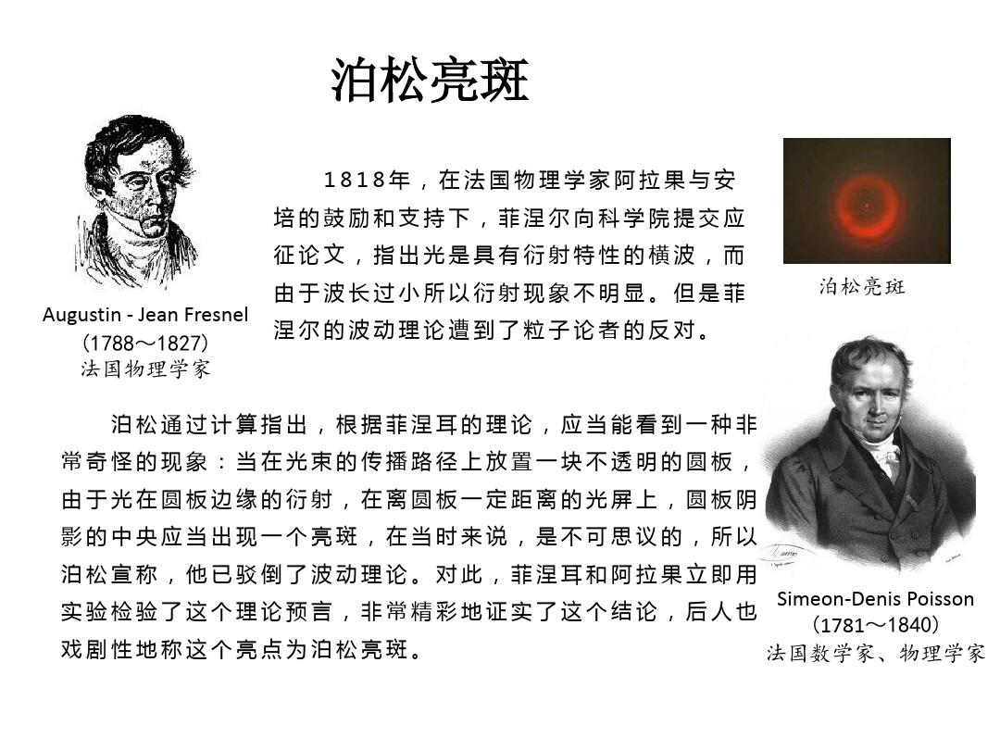 泊松亮斑
1818年，在法国物理学家阿拉果与安
培的鼓励和支持下，菲涅尔向科学院提交应
征论文，指出光是具有衍射特性的横波，而
由于波长过小所以衍射现象不明显。但是菲
涅尔的波动理论遭到了粒子论者的反对。
Augustin - Jean Fresnel
（1788～1827）
法国物理学家
泊松亮斑
泊松通过计算指出，根据菲涅耳的理论，应当能看到一种非
常奇怪的现象：当在光束的传播路径上放置一块不透明的圆板，
由于光在圆板边缘的衍射，在离圆板一定距离的光屏上，圆板阴
影的中央应当出现一个亮斑，在当时来说，是不可思议的，所以
泊松宣称，他已驳倒了波动理论。对此，菲涅耳和阿拉果立即用
实验检验了这个理论预言，非常精彩地证实了这个结论，后人也
戏剧性地称这个亮点为泊松亮斑。
Simeon-Denis Poisson
（1781～1840）
法国数学家、物理学家